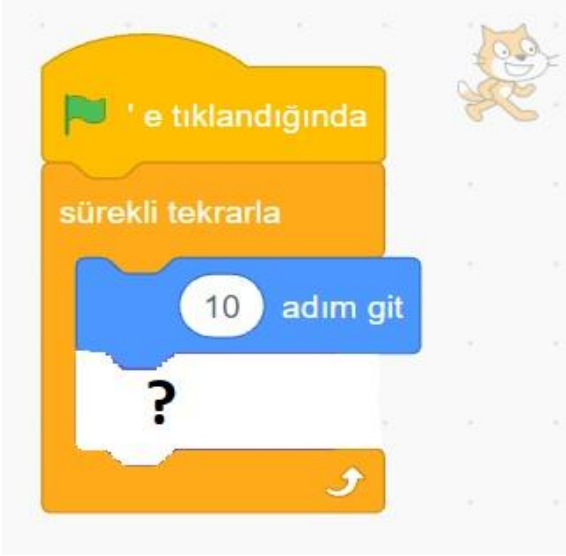 ' e tıklandığında
sürekli tekrarla
10 adım git
?